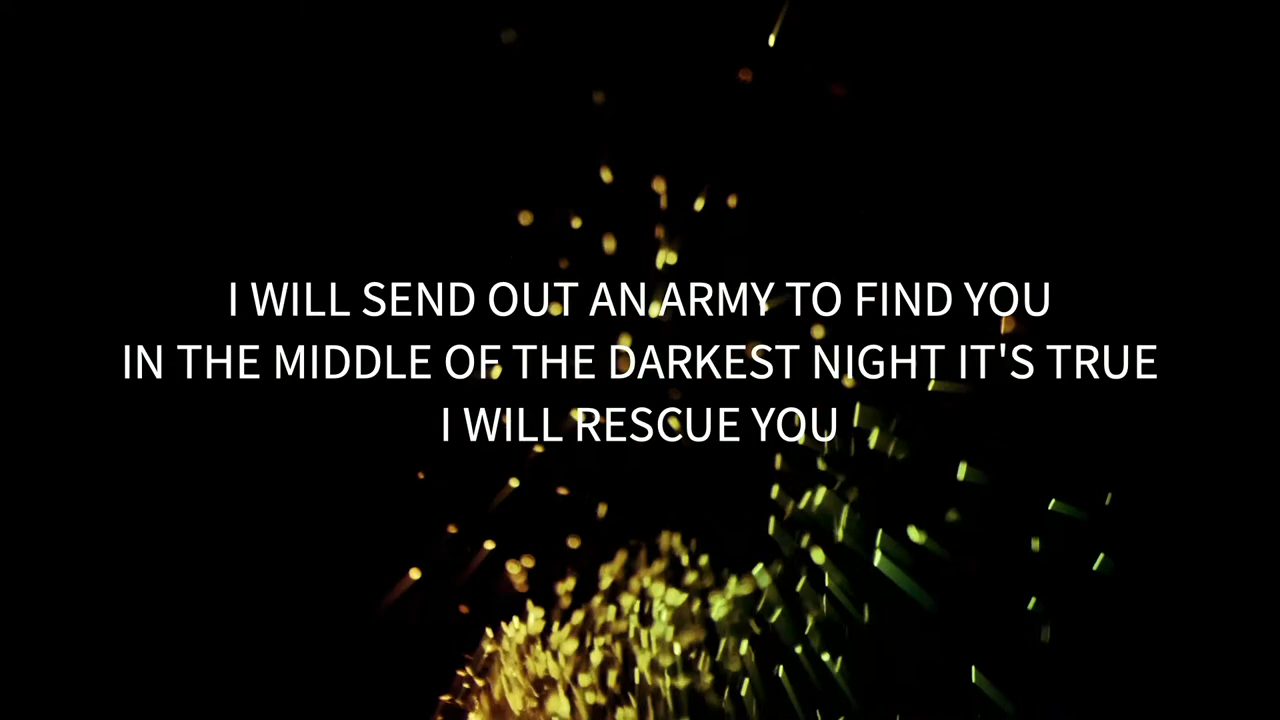 I WILL SEND OUT AN ARMY TO FIND YOU
IN THE MIDDLE OF THE DARKEST NIGHT IT'S TRUE
I WILL RESCUE YOU